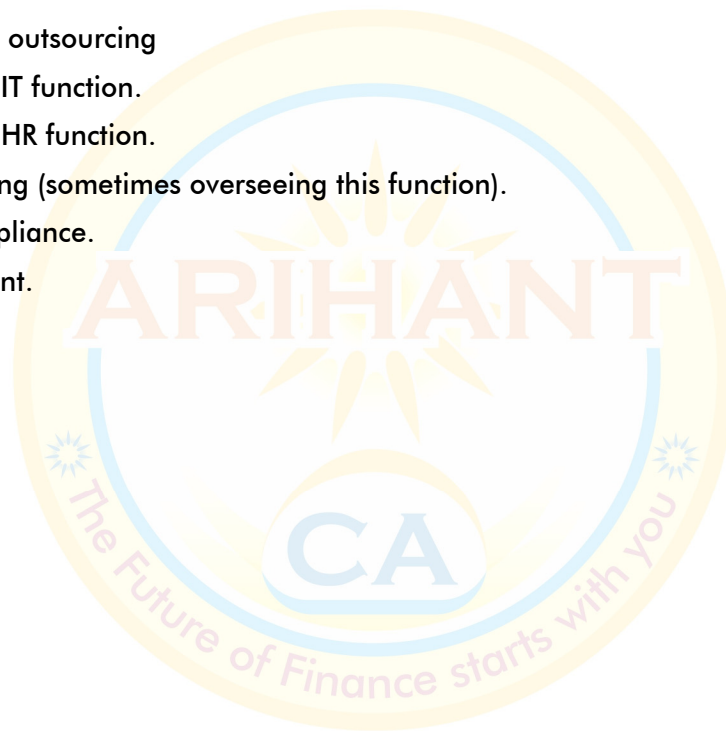 outsourcing
IT function.
HR function.
ng (sometimes overseeing this function).
pliance.
nt.
ARIHANT
CA
The Future of Finance starts with you